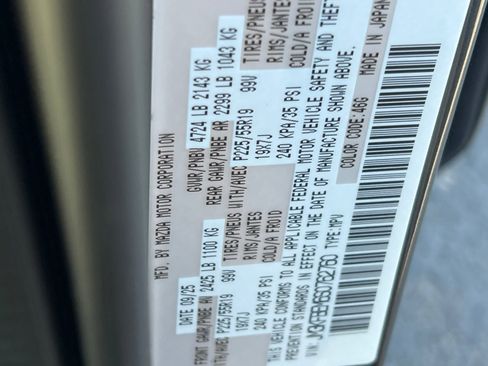 MFD. BY MAZDA MOTOR CORPORATION
DATE 09/25 GVWR/PNBV 4724 LB 2143 KG
FRONT GAWR/PNBE AV 2425 LB 1100 KG REAR GAWR/PNBE AR 2299 LB 1043 KG
WITH/AVEC P225/55R19 99V TIRES/PNEUS WITH/AVEC P225/55R19 99V TIRES/PNEUS
19X7J RIMS/JANTES 19X7J RIMS/JANTES
240 KPA/35 PSI COLD/A FROID 240 KPA/35 PSI COLD/A FROID
THIS VEHICLE CONFORMS TO ALL APPLICABLE FEDERAL MOTOR VEHICLE SAFETY AND THEFT
IN EFFECT ON THE DATE OF MANUFACTURE SHOWN ABOVE.
TYPE:MPV COLOR CODE:46G MADE IN JAPAN